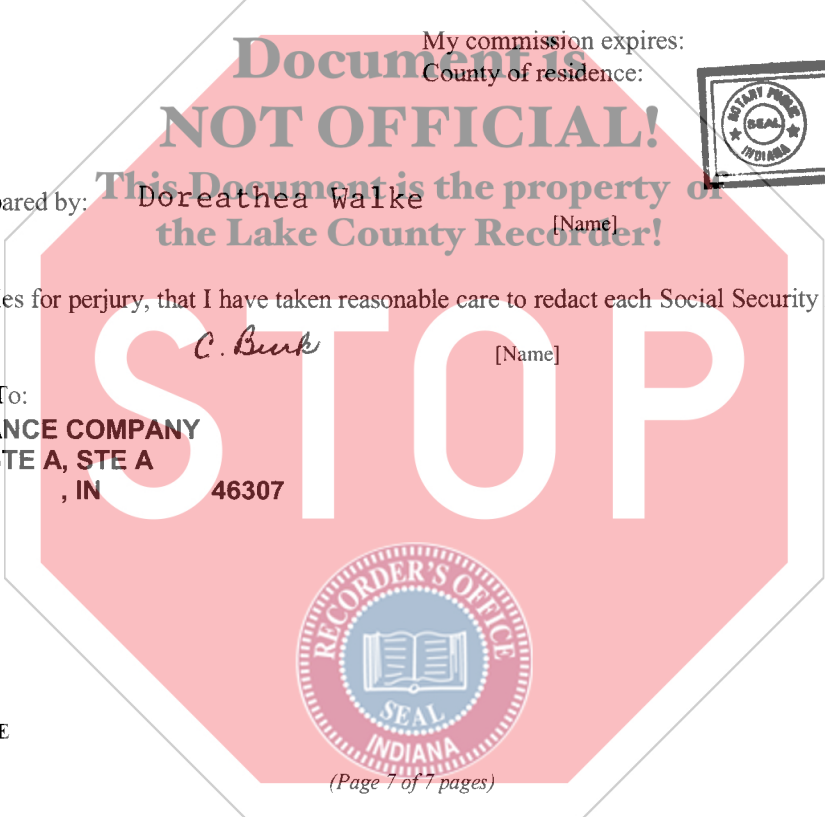 My commission expires:
Document is
County of residence:
NOTARY PUBLIC
SEAL
INDIANA
NOT OFFICIAL!
This Document is the property of
ared by: Doreathea Walke
[Name]
the Lake County Recorder!
es for perjury, that I have taken reasonable care to redact each Social Security
C. Burk [Name]
STOP
To:
ANCE COMPANY
TE A, STE A
, IN 46307
RECORDER'S OFFICE
SEAL
INDIANA
E
(Page 7 of 7 pages)